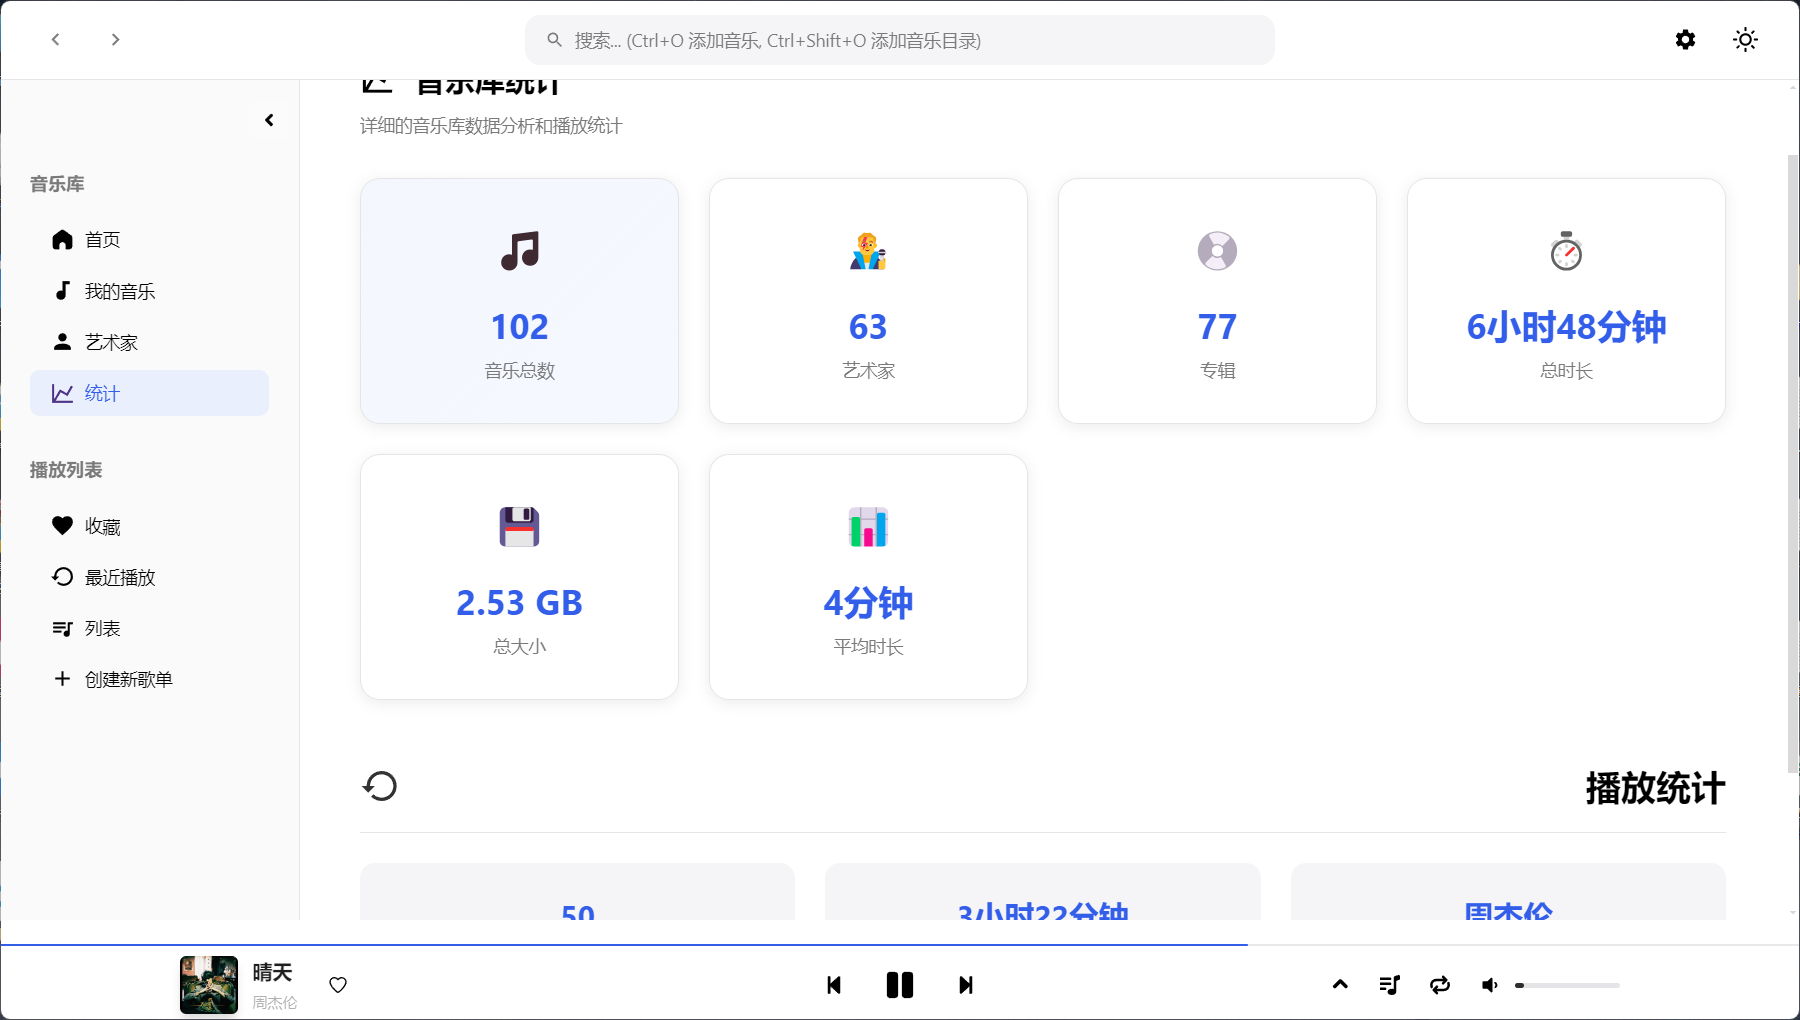 搜索... (Ctrl+O 添加音乐, Ctrl+Shift+O 添加音乐目录)
音乐库
首页
我的音乐
艺术家
统计
播放列表
收藏
最近播放
列表
创建新歌单
音乐库统计
详细的音乐库数据分析和播放统计
102
音乐总数
63
艺术家
77
专辑
6小时48分钟
总时长
2.53 GB
总大小
4分钟
平均时长
播放统计
50
3小时22分钟
周杰伦
晴天
周杰伦